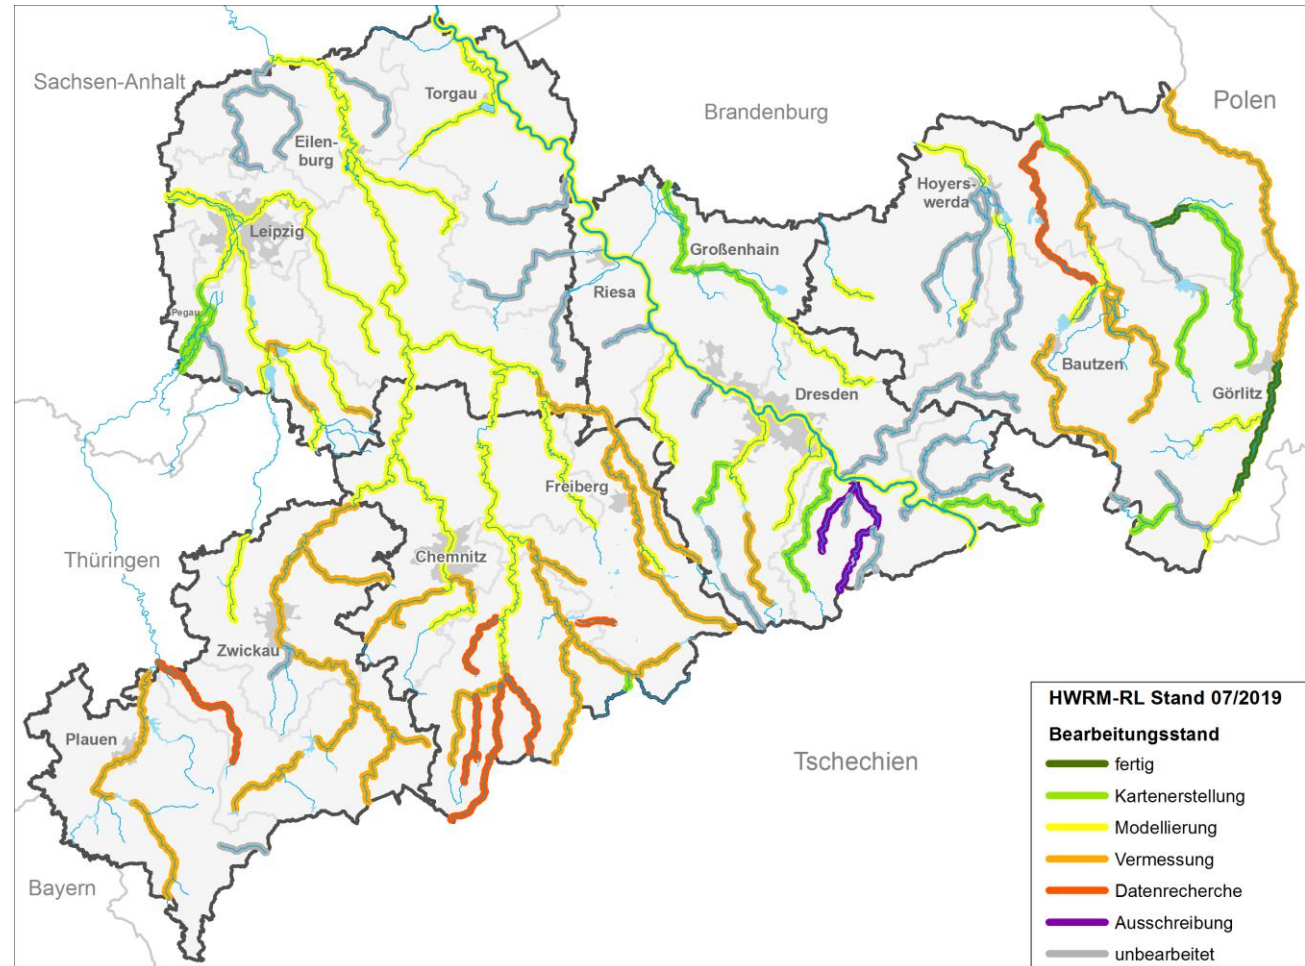 Sachsen-Anhalt
Torgau
Brandenburg
Polen
Eilen-
burg
Hoyers-
werda
Leipzig
Großenhain
Riesa
Pegau
Bautzen
Dresden
Görlitz
Freiberg
Chemnitz
Thüringen
Zwickau
Plauen
Tschechien
Bayern
HWRM-RL Stand 07/2019
Bearbeitungsstand
fertig
Kartenerstellung
Modellierung
Vermessung
Datenrecherche
Ausschreibung
unbearbeitet